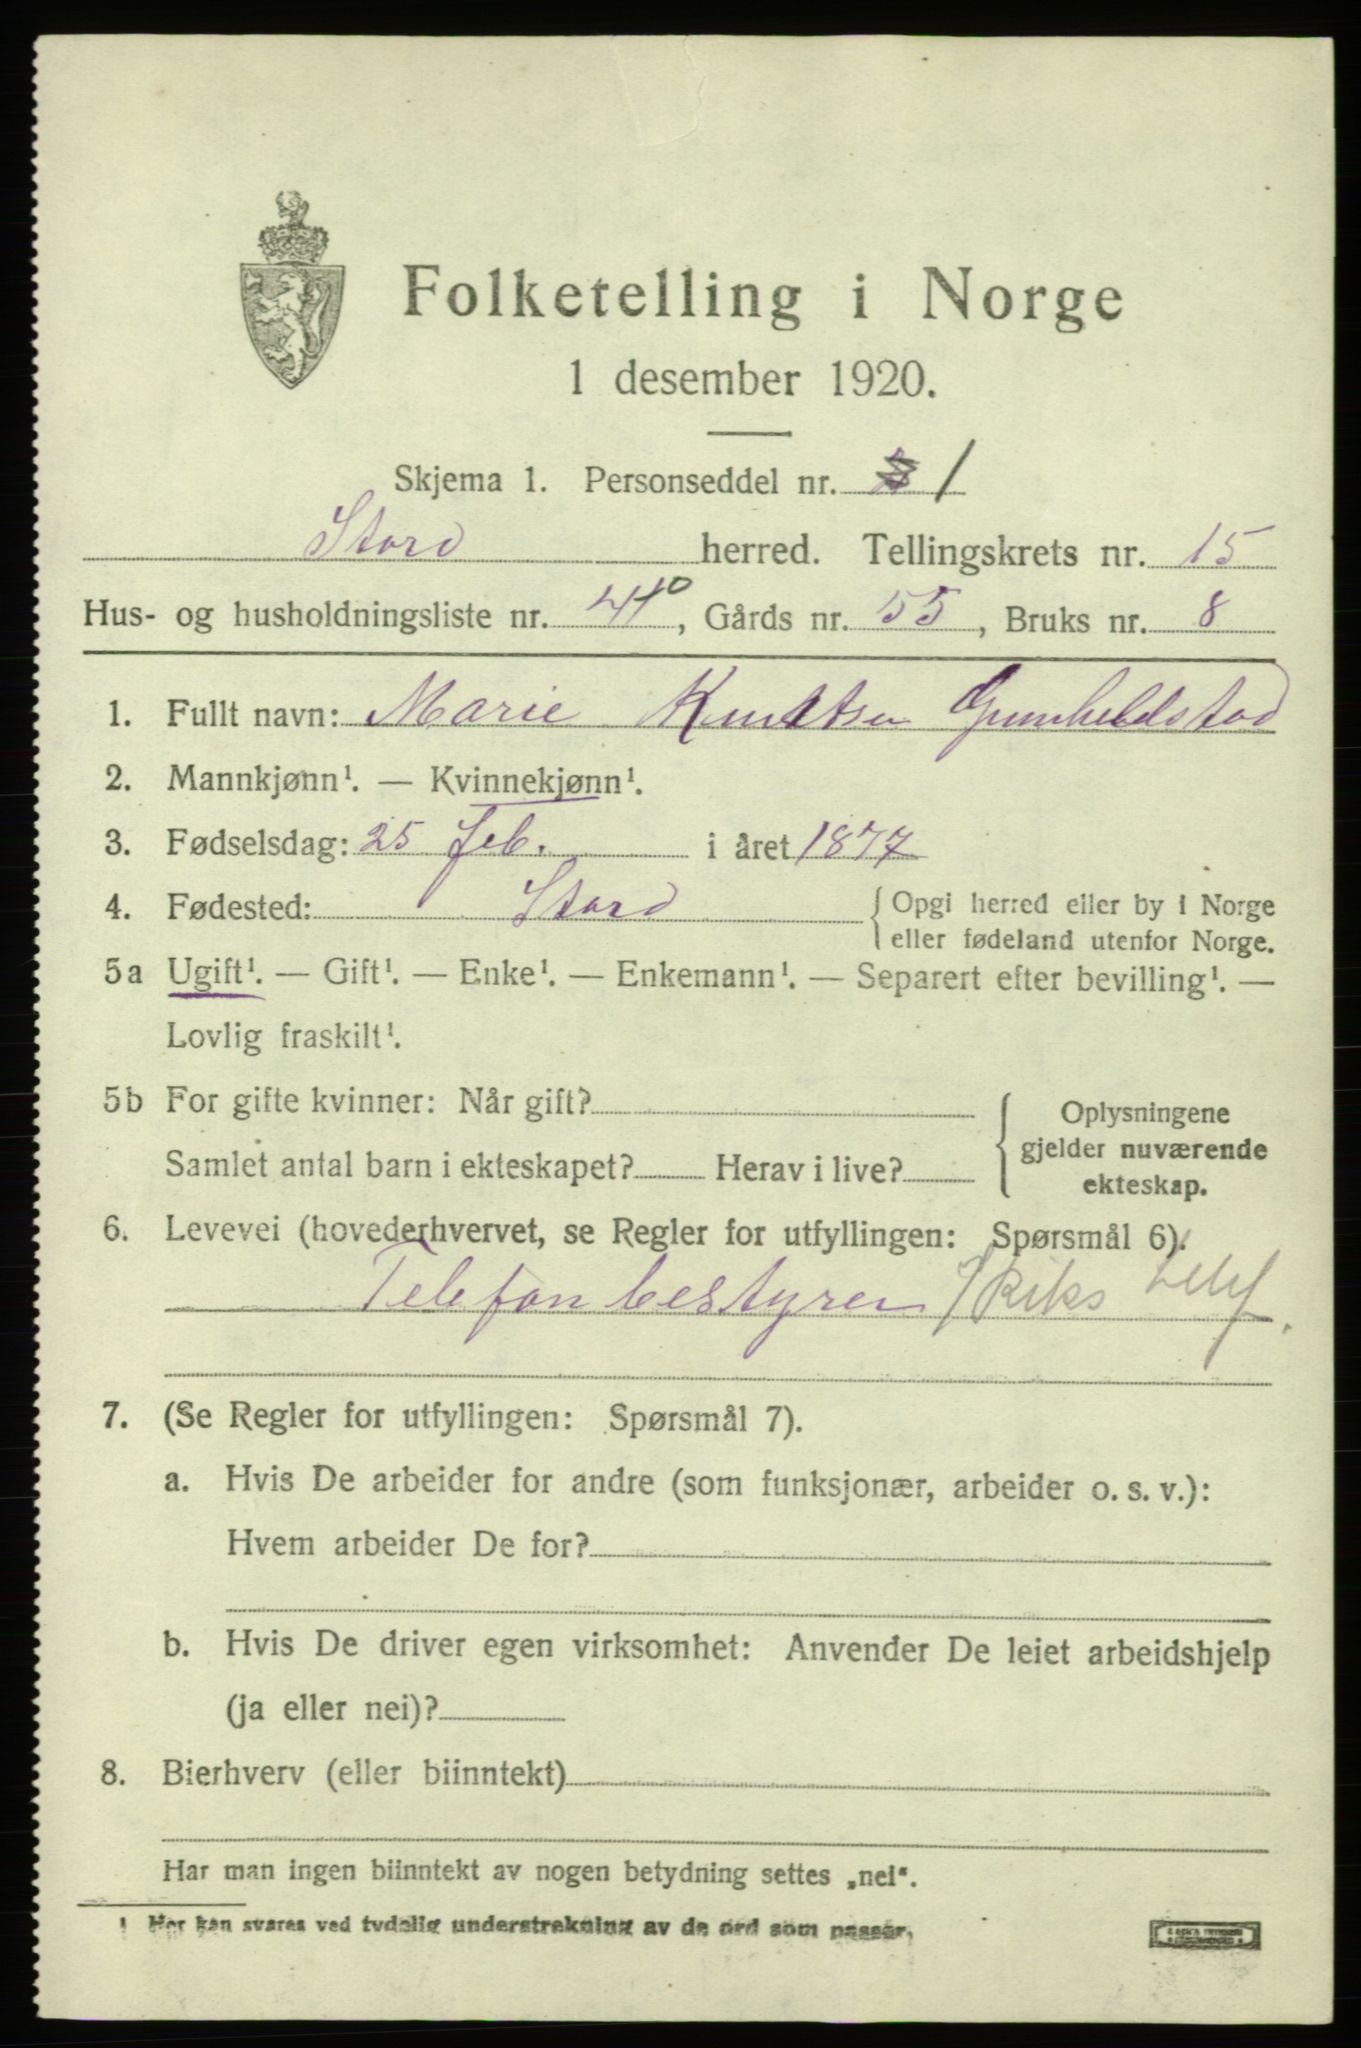 Folketelling i Norge
1 desember 1920.
Skjema 1. Personseddel nr. 1
Stord herred. Tellingskrets nr. 15
Hus- og husholdningsliste nr. , Gårds nr. 55, Bruks nr. 8
1. Fullt navn: Marie Knutsen Gunhildstad
2. Mannkjønn¹. — Kvinnekjønn¹.
3. Fødselsdag: 25 feb. i året 1877
4. Fødested: Stord { Opgi herred eller by i Norge
eller fødeland utenfor Norge.
5a Ugift¹. — Gift¹. — Enke¹. — Enkemann¹. — Separert efter bevilling¹. —
Lovlig fraskilt¹.
5b For gifte kvinner: Når gift? { Oplysningene
gjelder nuværende
Samlet antal barn i ekteskapet? Herav i live? ekteskap.
6. Levevei (hovederhvervet, se Regler for utfyllingen: Spørsmål 6).
Telefonbestyrer / Riks telef.
7. (Se Regler for utfyllingen: Spørsmål 7).
a. Hvis De arbeider for andre (som funksjonær, arbeider o. s. v.):
Hvem arbeider De for?
b. Hvis De driver egen virksomhet: Anvender De leiet arbeidshjelp
(ja eller nei)?
8. Bierhverv (eller biinntekt)
Har man ingen biinntekt av nogen betydning settes „nei“.
1 Her kan svares ved tydelig understrekning av de ord som passer.